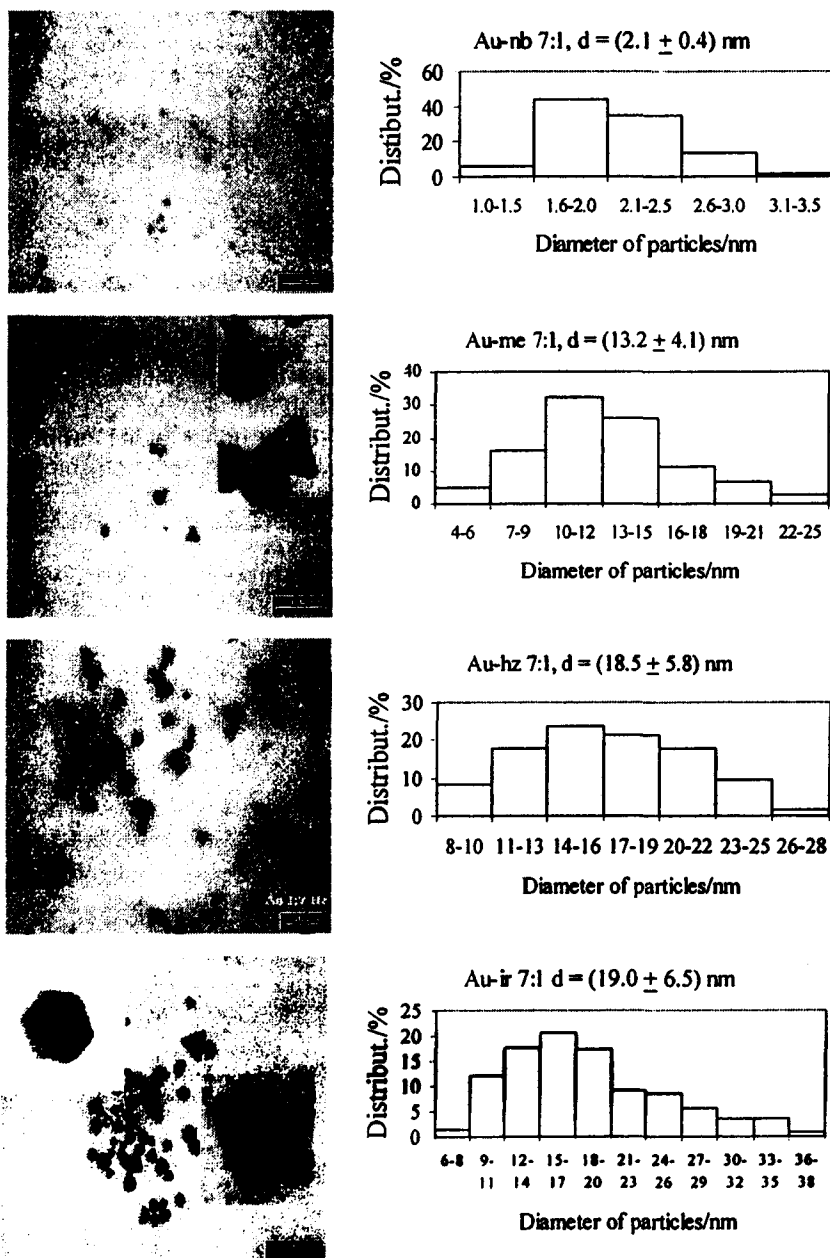 Au-nb 7:1, d = (2.1 ± 0.4) nm
Distibut./%
60
40
20
0
1.0-1.5 1.6-2.0 2.1-2.5 2.6-3.0 3.1-3.5
Diameter of particles/nm
Au-me 7:1, d = (13.2 ± 4.1) nm
Distribut./%
40
30
20
10
0
4-6 7-9 10-12 13-15 16-18 19-21 22-25
Diameter of particles/nm
Au-hz 7:1, d = (18.5 ± 5.8) nm
Distribut./%
30
20
10
0
8-10 11-13 14-16 17-19 20-22 23-25 26-28
Diameter of particles/nm
Au 1:7 Hz
Au-ir 7:1 d = (19.0 ± 6.5) nm
Distribut./%
25
20
15
10
5
0
6-8 9- 12- 15- 18- 21- 24- 27- 30- 33- 36-
11 14 17 20 23 26 29 32 35 38
Diameter of particles/nm